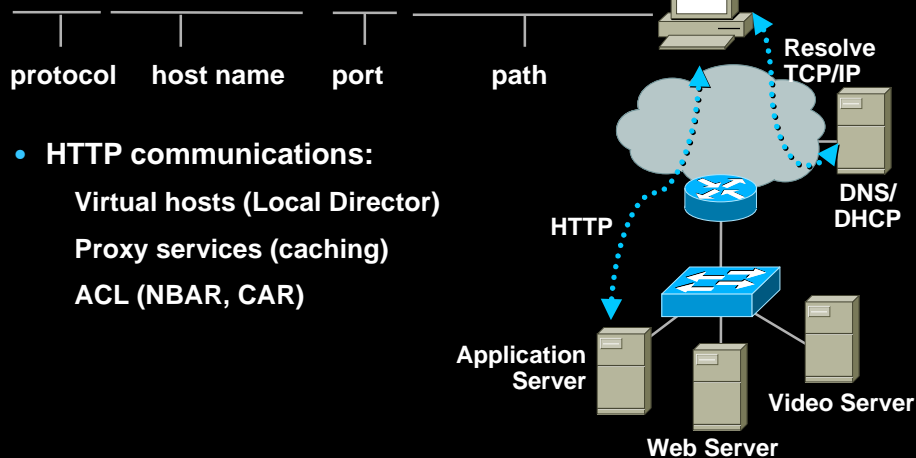 protocol host name port path
• HTTP communications:
Virtual hosts (Local Director)
Proxy services (caching)
ACL (NBAR, CAR)
Resolve
TCP/IP
DNS/
DHCP
HTTP
Application
Server
Web Server
Video Server